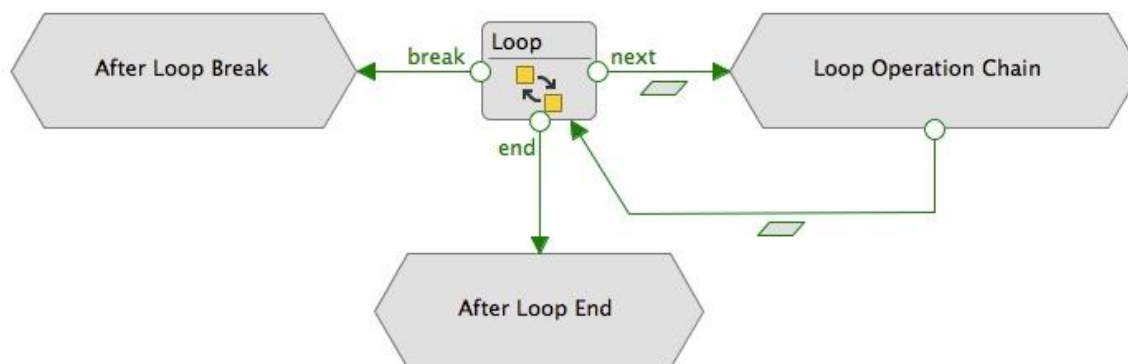 Loop
break
next
After Loop Break
Loop Operation Chain
end
After Loop End